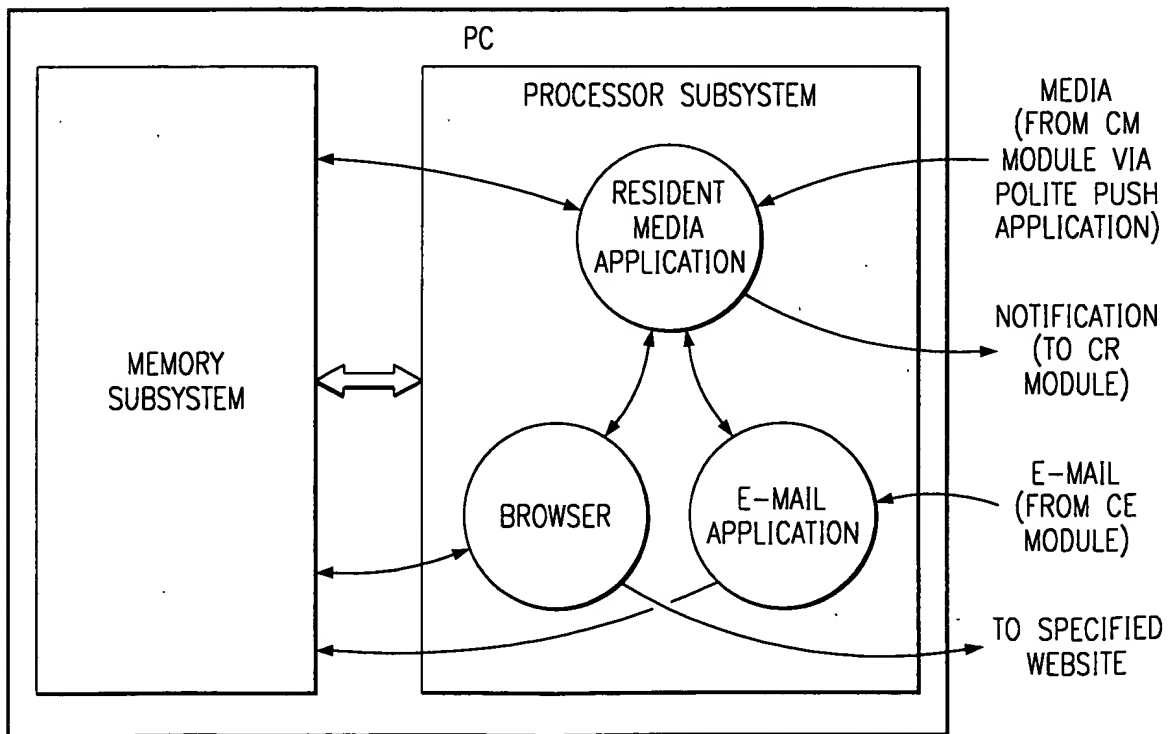 PC
MEMORY
SUBSYSTEM
PROCESSOR SUBSYSTEM
RESIDENT
MEDIA
APPLICATION
BROWSER
E-MAIL
APPLICATION
MEDIA
(FROM CM
MODULE VIA
POLITE PUSH
APPLICATION)
NOTIFICATION
(TO CR
MODULE)
E-MAIL
(FROM CE
MODULE)
TO SPECIFIED
WEBSITE